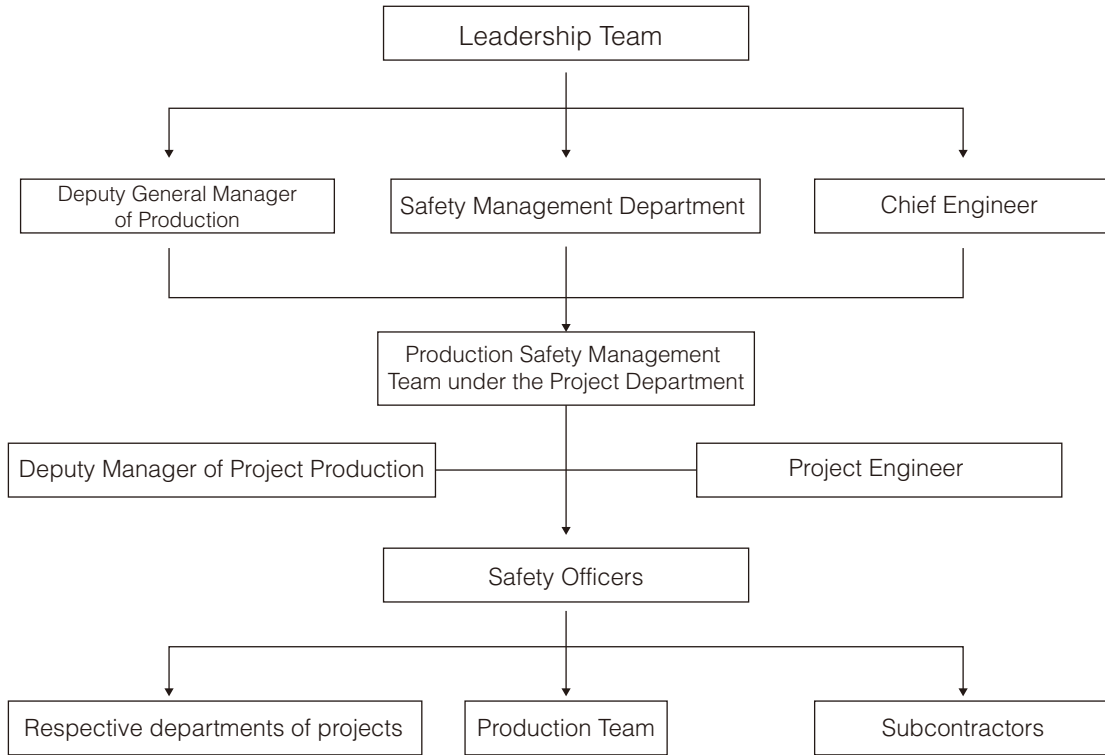 Leadership Team
Deputy General Manager
of Production
Safety Management Department
Chief Engineer
Production Safety Management
Team under the Project Department
Deputy Manager of Project Production
Project Engineer
Safety Officers
Respective departments of projects
Production Team
Subcontractors